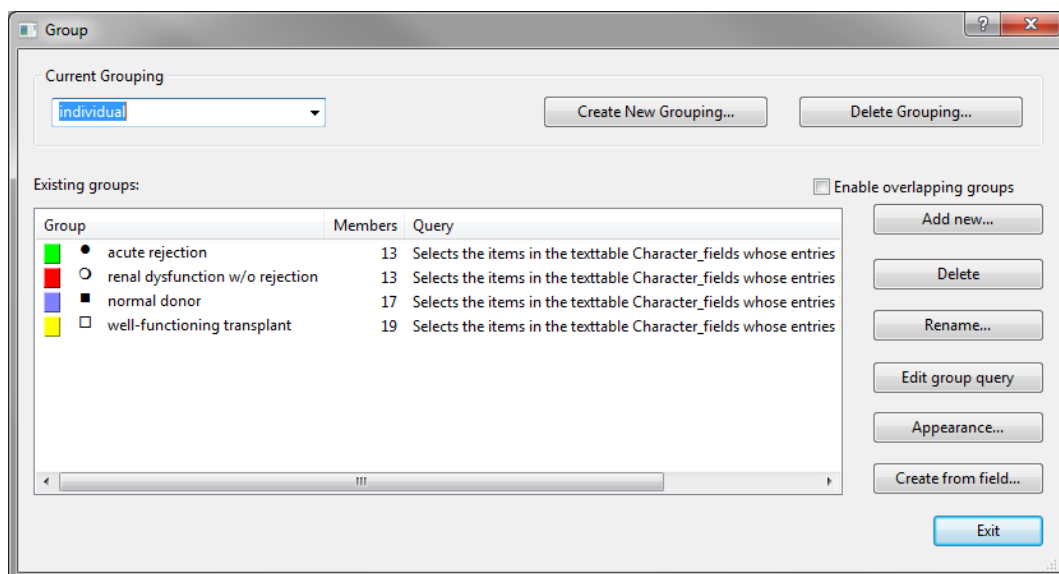 Group
Current Grouping
individual
Create New Grouping...
Delete Grouping...
Existing groups:
Enable overlapping groups
Group Members Query
acute rejection 13 Selects the items in the texttable Character_fields whose entries
renal dysfunction w/o rejection 13 Selects the items in the texttable Character_fields whose entries
normal donor 17 Selects the items in the texttable Character_fields whose entries
well-functioning transplant 19 Selects the items in the texttable Character_fields whose entries
Add new...
Delete
Rename...
Edit group query
Appearance...
Create from field...
Exit